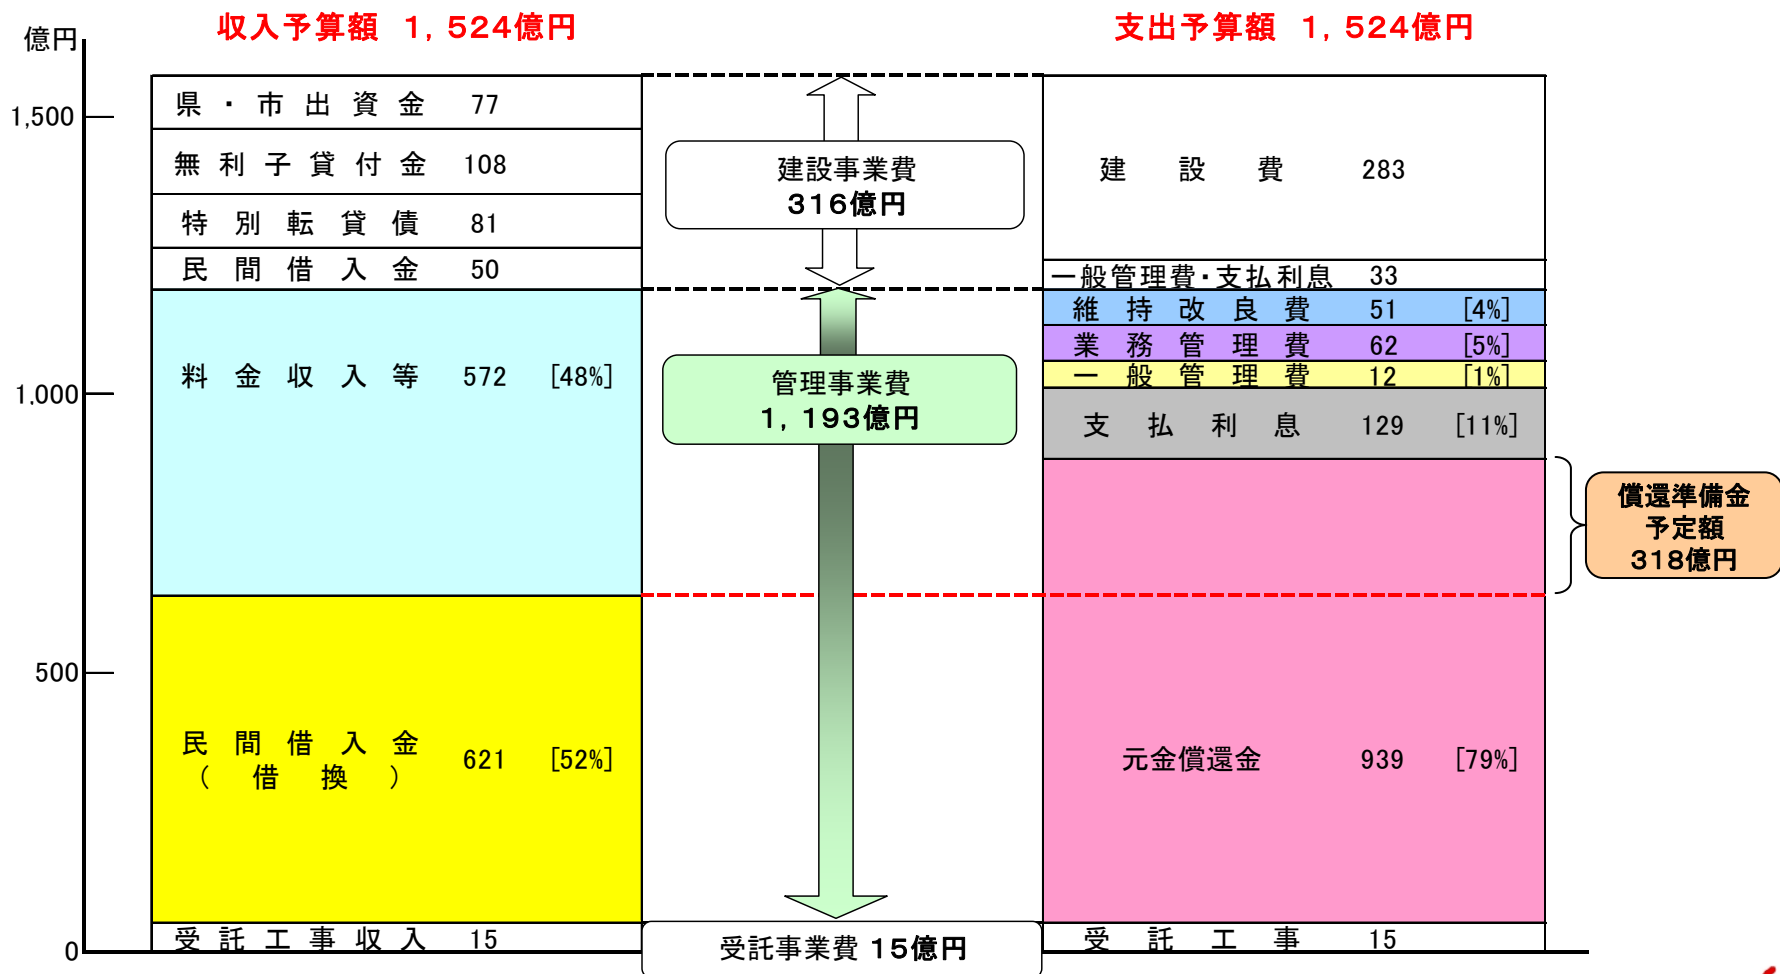 収入予算額 1,524億円
支出予算額 1,524億円
億円
1,500
1,000
500
0
県・市出資金 77
無利子貸付金 108
特別転貸債 81
民間借入金 50
料金収入等 572 [48%]
民間借入金
(借換) 621 [52%]
受託工事収入 15
建設事業費
316億円
管理事業費
1,193億円
受託事業費 15億円
建設費 283
一般管理費・支払利息 33
維持改良費 51 [4%]
業務管理費 62 [5%]
一般管理費 12 [1%]
支払利息 129 [11%]
元金償還金 939 [79%]
受託工事 15
償還準備金
予定額
318億円